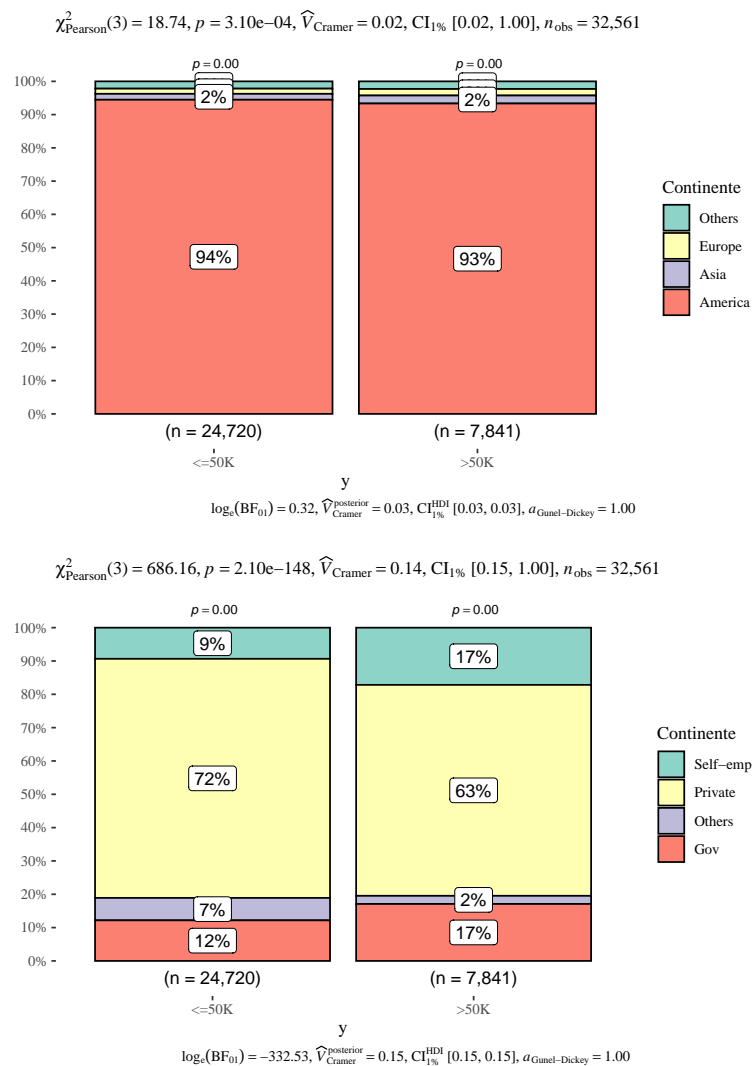 χ²Pearson(3) = 18.74, p = 3.10e−04, V̂Cramer = 0.02, CI1% [0.02, 1.00], nobs = 32,561
p = 0.00 p = 0.00
100%
90%
80%
70%
60%
50%
40%
30%
20%
10%
0%
2% 2%
94% 93%
Continente
Others
Europe
Asia
America
(n = 24,720) (n = 7,841)
<=50K >50K
y
loge(BF01) = 0.32, V̂Cramer posterior = 0.03, CI1% HDI [0.03, 0.03], aGunel−Dickey = 1.00
χ²Pearson(3) = 686.16, p = 2.10e−148, V̂Cramer = 0.14, CI1% [0.15, 1.00], nobs = 32,561
p = 0.00 p = 0.00
100%
90%
80%
70%
60%
50%
40%
30%
20%
10%
0%
9% 17%
72% 63%
7% 2%
12% 17%
Continente
Self−emp
Private
Others
Gov
(n = 24,720) (n = 7,841)
<=50K >50K
y
loge(BF01) = −332.53, V̂Cramer posterior = 0.15, CI1% HDI [0.15, 0.15], aGunel−Dickey = 1.00